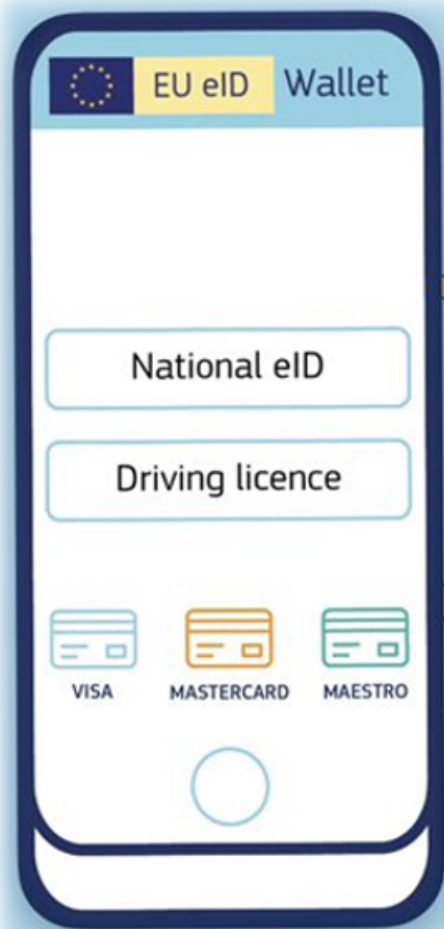 EU eID Wallet
National eID
Driving licence
VISA MASTERCARD MAESTRO